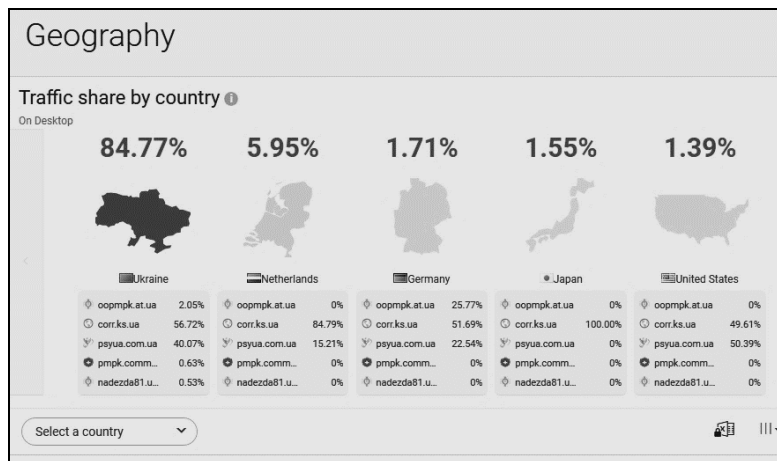 Geography
Traffic share by country
On Desktop
84.77% 5.95% 1.71% 1.55% 1.39%
Ukraine Netherlands Germany Japan United States
oopmpk.at.ua 2.05% oopmpk.at.ua 0% oopmpk.at.ua 25.77% oopmpk.at.ua 0% oopmpk.at.ua 0%
corr.ks.ua 56.72% corr.ks.ua 84.79% corr.ks.ua 51.69% corr.ks.ua 100.00% corr.ks.ua 49.61%
psyua.com.ua 40.07% psyua.com.ua 15.21% psyua.com.ua 22.54% psyua.com.ua 0% psyua.com.ua 50.39%
pmpk.comm... 0.63% pmpk.comm... 0% pmpk.comm... 0% pmpk.comm... 0% pmpk.comm... 0%
nadezda81.u... 0.53% nadezda81.u... 0% nadezda81.u... 0% nadezda81.u... 0% nadezda81.u... 0%
Select a country